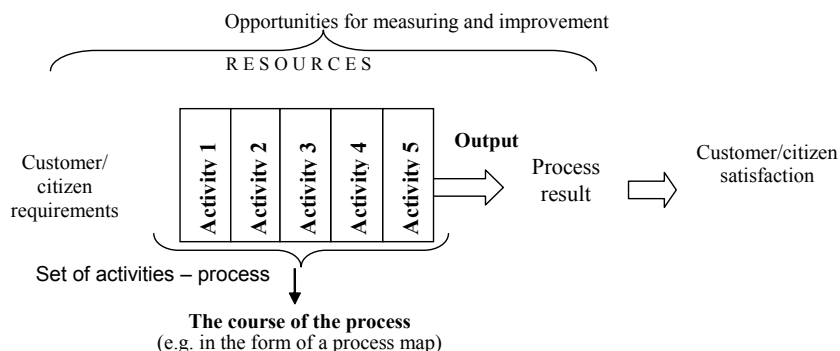 Opportunities for measuring and improvement
R E S O U R C E S
Customer/
citizen
requirements
Activity 1
Activity 2
Activity 3
Activity 4
Activity 5
Output
Process
result
Customer/citizen
satisfaction
Set of activities – process
The course of the process
(e.g. in the form of a process map)